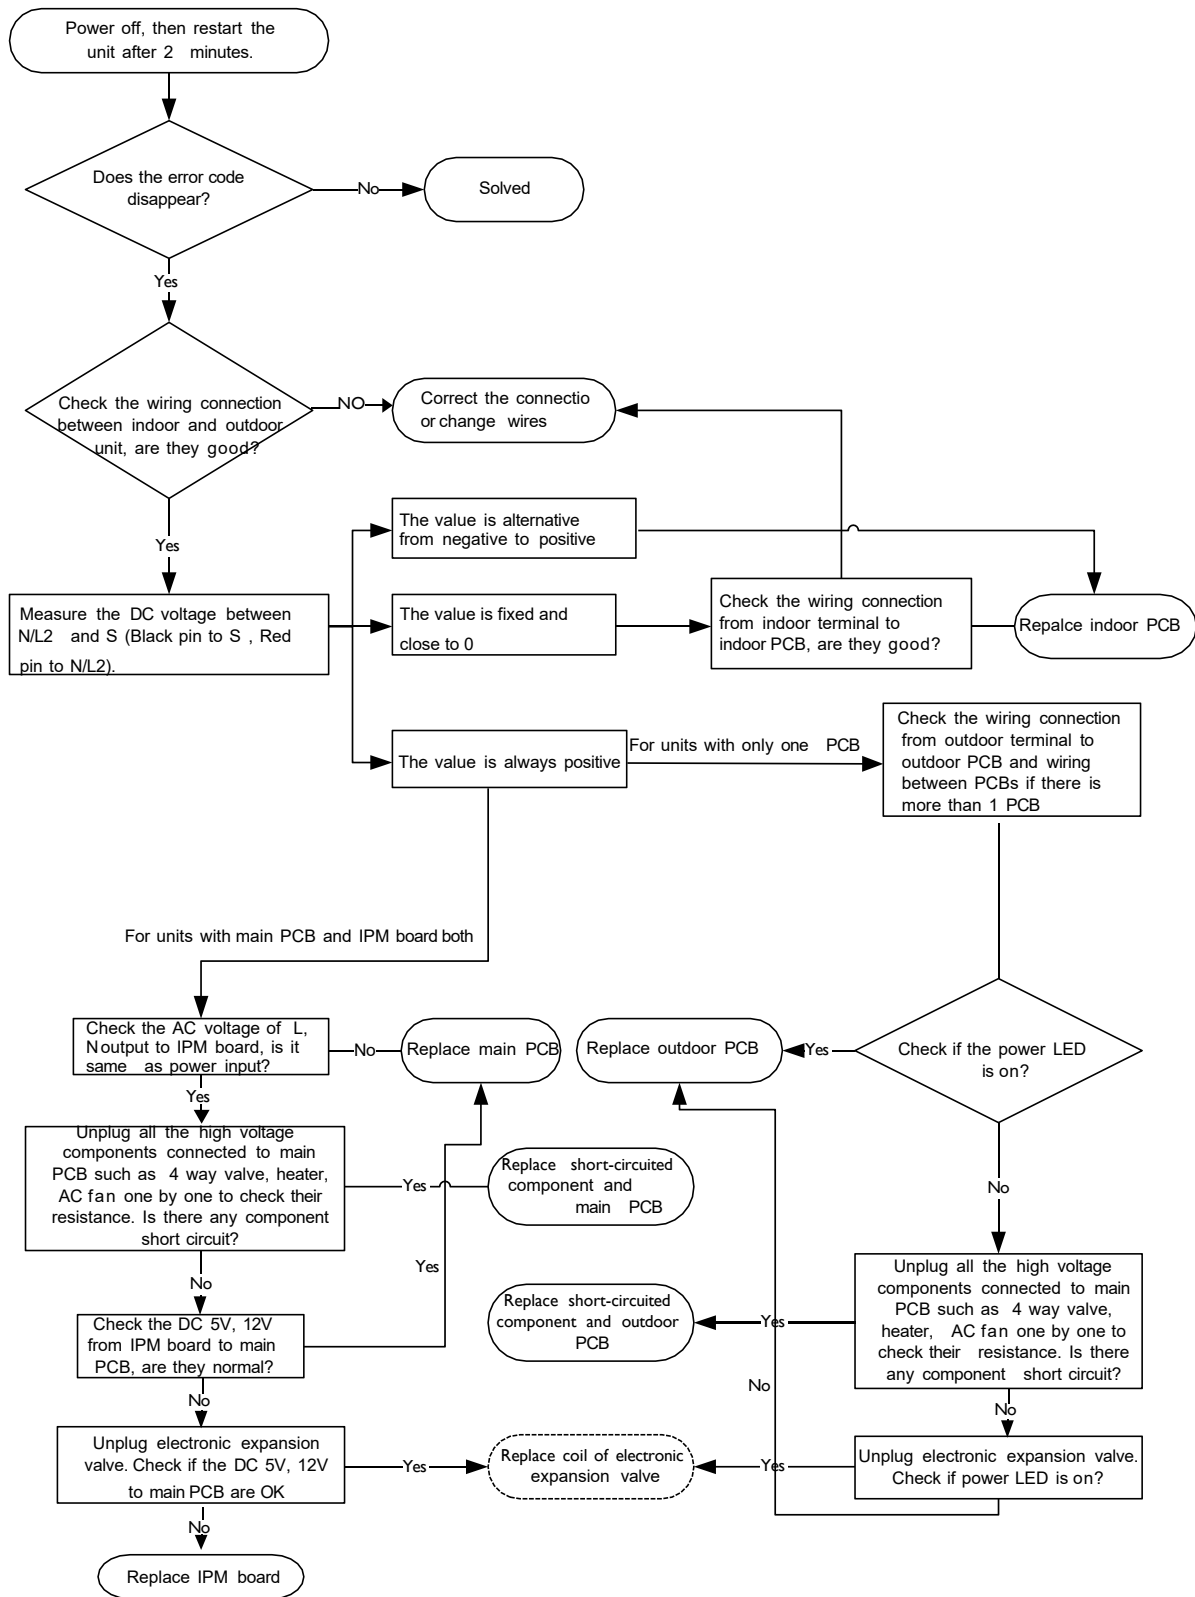 Power off, then restart the
unit after 2 minutes.
Does the error code
disappear?
No
Solved
Yes
Check the wiring connection
between indoor and outdoor
unit, are they good?
NO
Correct the connectio
or change wires
Yes
The value is alternative
from negative to positive
Measure the DC voltage between
N/L2 and S (Black pin to S , Red
pin to N/L2).
The value is fixed and
close to 0
Check the wiring connection
from indoor terminal to
indoor PCB, are they good?
Repalce indoor PCB
The value is always positive
For units with only one PCB
Check the wiring connection
from outdoor terminal to
outdoor PCB and wiring
between PCBs if there is
more than 1 PCB
For units with main PCB and IPM board both
Check the AC voltage of L,
N output to IPM board, is it
same as power input?
No
Replace main PCB
Replace outdoor PCB
Yes
Check if the power LED
is on?
Yes
Unplug all the high voltage
components connected to main
PCB such as 4 way valve, heater,
AC fan one by one to check their
resistance. Is there any component
short circuit?
Yes
Replace short-circuited
component and
main PCB
No
Yes
No
Check the DC 5V, 12V
from IPM board to main
PCB, are they normal?
Replace short-circuited
component and outdoor
PCB
Yes
Unplug all the high voltage
components connected to main
PCB such as 4 way valve,
heater, AC fan one by one to
check their resistance. Is there
any component short circuit?
No
No
No
Unplug electronic expansion
valve. Check if the DC 5V, 12V
to main PCB are OK
Yes
Replace coil of electronic
expansion valve
Yes
Unplug electronic expansion valve.
Check if power LED is on?
No
Replace IPM board